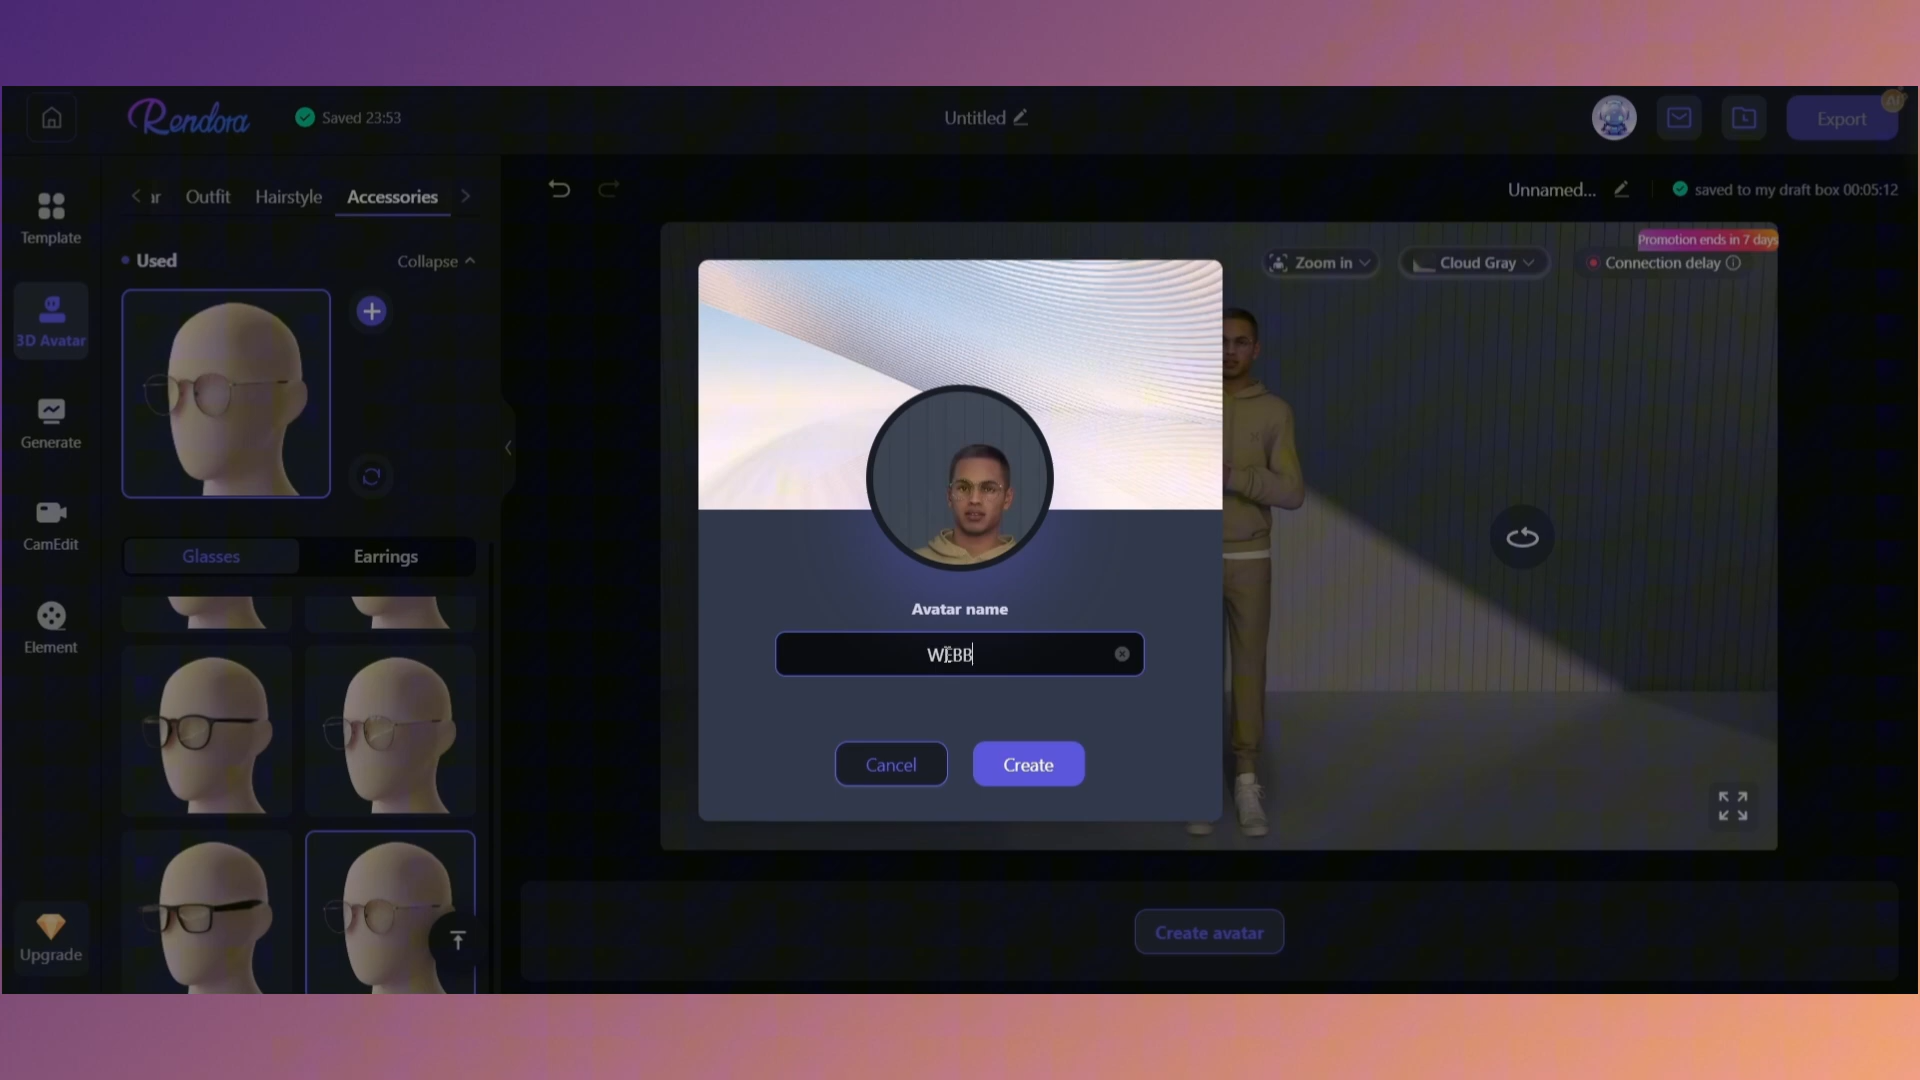 Rendora
Saved 23:53
Untitled
Export
Template
3D Avatar
Generate
CamEdit
Element
Upgrade
ar
Outfit
Hairstyle
Accessories
Used
Collapse
Glasses
Earrings
Unnamed...
saved to my draft box 00:05:12
Promotion ends in 7 days
Zoom in
Cloud Gray
Connection delay
Avatar name
WEBB
Cancel
Create
Create avatar